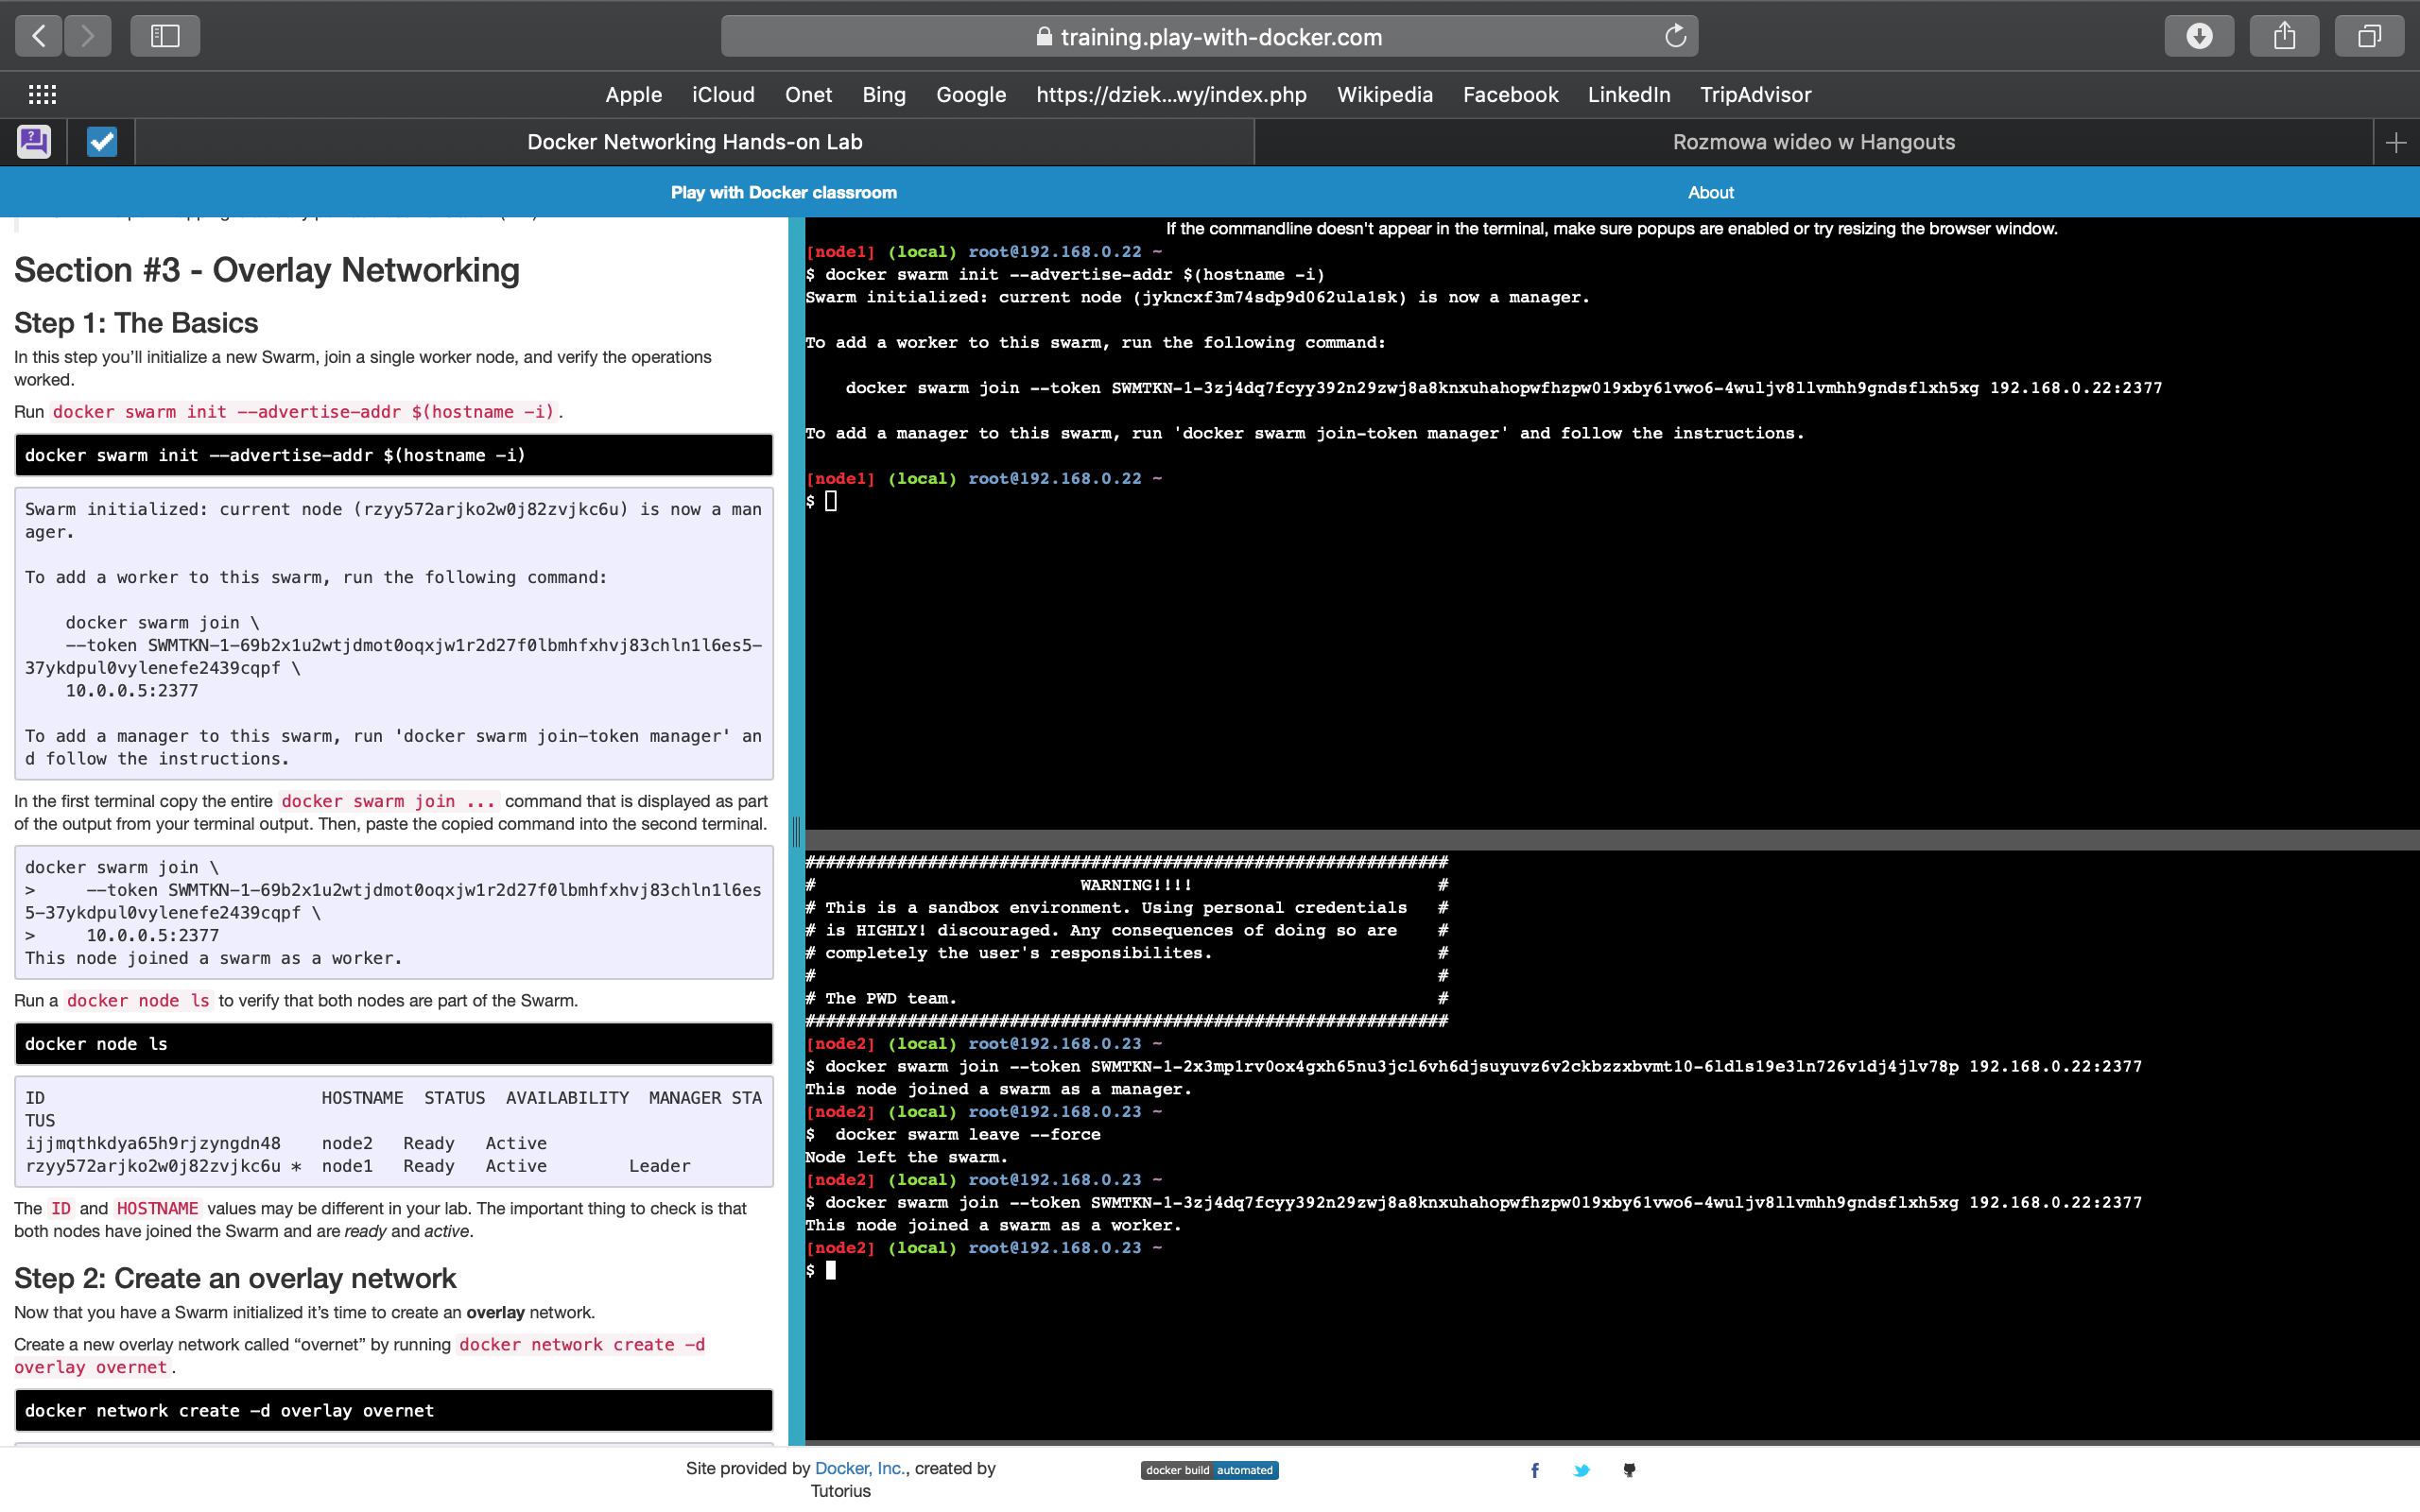 training.play-with-docker.com
Apple iCloud Onet Bing Google https://dziek...wy/index.php Wikipedia Facebook LinkedIn TripAdvisor
Docker Networking Hands-on Lab
Rozmowa wideo w Hangouts
Play with Docker classroom
About
Section #3 - Overlay Networking
Step 1: The Basics
In this step you'll initialize a new Swarm, join a single worker node, and verify the operations
worked.
Run docker swarm init --advertise-addr $(hostname -i).
docker swarm init --advertise-addr $(hostname -i)
Swarm initialized: current node (rzyy572arjko2w0j82zvjkc6u) is now a man
ager.
To add a worker to this swarm, run the following command:
docker swarm join \
--token SWMTKN-1-69b2x1u2wtjdmot0oqxjw1r2d27f0lbmhfxhvj83chln1l6es5-
37ykdpul0vylenefe2439cqpf \
10.0.0.5:2377
To add a manager to this swarm, run 'docker swarm join-token manager' an
d follow the instructions.
In the first terminal copy the entire docker swarm join ... command that is displayed as part
of the output from your terminal output. Then, paste the copied command into the second terminal.
docker swarm join \
> --token SWMTKN-1-69b2x1u2wtjdmot0oqxjw1r2d27f0lbmhfxhvj83chln1l6es
5-37ykdpul0vylenefe2439cqpf \
> 10.0.0.5:2377
This node joined a swarm as a worker.
Run a docker node ls to verify that both nodes are part of the Swarm.
docker node ls
ID HOSTNAME STATUS AVAILABILITY MANAGER STA
TUS
ijjmqthkdya65h9rjzyngdn48 node2 Ready Active
rzyy572arjko2w0j82zvjkc6u * node1 Ready Active Leader
The ID and HOSTNAME values may be different in your lab. The important thing to check is that
both nodes have joined the Swarm and are ready and active.
Step 2: Create an overlay network
Now that you have a Swarm initialized it's time to create an overlay network.
Create a new overlay network called “overnet” by running docker network create -d
overlay overnet.
docker network create -d overlay overnet
If the commandline doesn't appear in the terminal, make sure popups are enabled or try resizing the browser window.
[node1] (local) root@192.168.0.22 ~
$ docker swarm init --advertise-addr $(hostname -i)
Swarm initialized: current node (jykncxf3m74sdp9d062ula1sk) is now a manager.
To add a worker to this swarm, run the following command:
docker swarm join --token SWMTKN-1-3zj4dq7fcyy392n29zwj8a8knxuhahopwfhzpw019xby61vwo6-4wuljv8llvmhh9gndsflxh5xg 192.168.0.22:2377
To add a manager to this swarm, run 'docker swarm join-token manager' and follow the instructions.
[node1] (local) root@192.168.0.22 ~
$
###############################################################
# WARNING!!!! #
# This is a sandbox environment. Using personal credentials #
# is HIGHLY! discouraged. Any consequences of doing so are #
# completely the user's responsibilites. #
# #
# The PWD team. #
###############################################################
[node2] (local) root@192.168.0.23 ~
$ docker swarm join --token SWMTKN-1-2x3mp1rv0ox4gxh65nu3jcl6vh6djsuyuvz6v2ckbzzxbvmt10-6ldls19e3ln726v1dj4jlv78p 192.168.0.22:2377
This node joined a swarm as a manager.
[node2] (local) root@192.168.0.23 ~
$ docker swarm leave --force
Node left the swarm.
[node2] (local) root@192.168.0.23 ~
$ docker swarm join --token SWMTKN-1-3zj4dq7fcyy392n29zwj8a8knxuhahopwfhzpw019xby61vwo6-4wuljv8llvmhh9gndsflxh5xg 192.168.0.22:2377
This node joined a swarm as a worker.
[node2] (local) root@192.168.0.23 ~
$
Site provided by Docker, Inc., created by
Tutorius
docker build automated